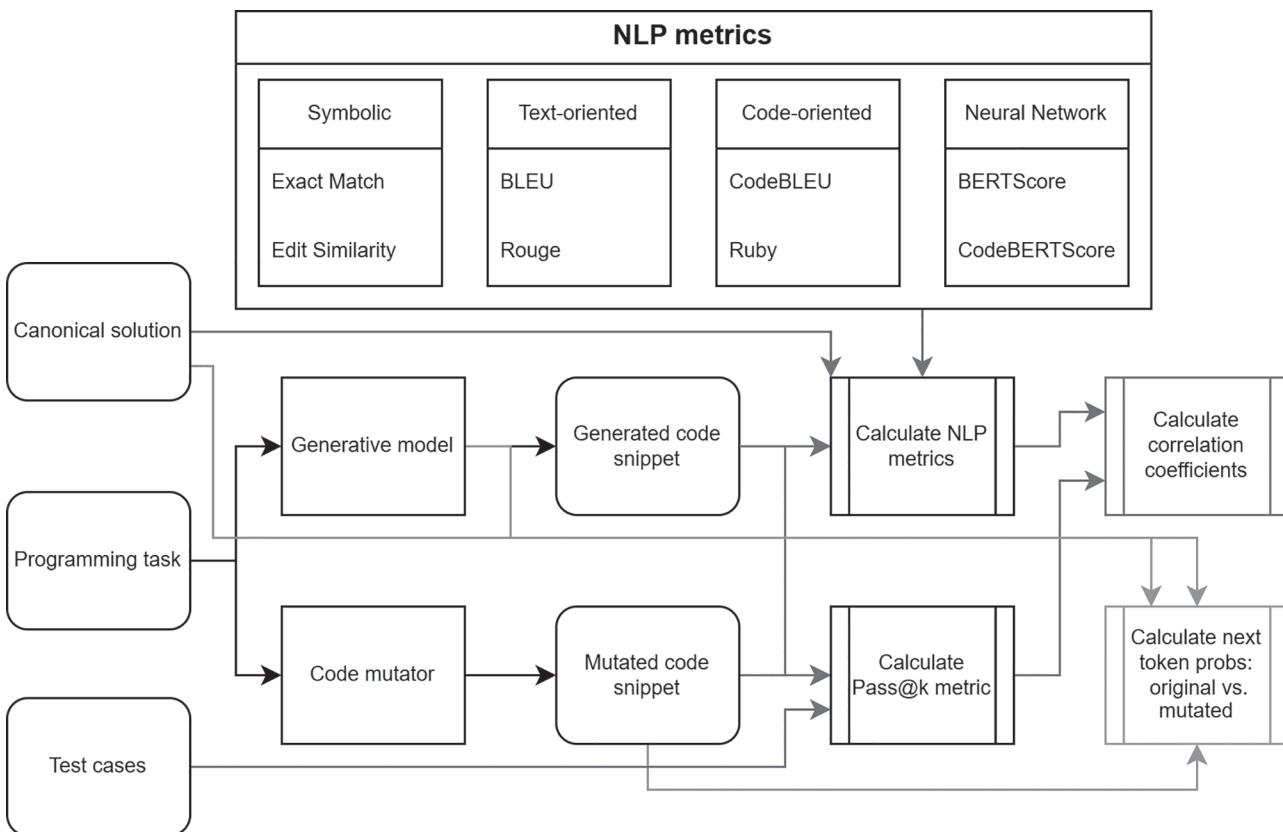 NLP metrics
Symbolic
Text-oriented
Code-oriented
Neural Network
Exact Match
BLEU
CodeBLEU
BERTScore
Edit Similarity
Rouge
Ruby
CodeBERTScore
Canonical solution
Generative model
Generated code
snippet
Calculate NLP
metrics
Calculate
correlation
coefficients
Programming task
Code mutator
Mutated code
snippet
Calculate
Pass@k metric
Calculate next
token probs:
original vs.
mutated
Test cases